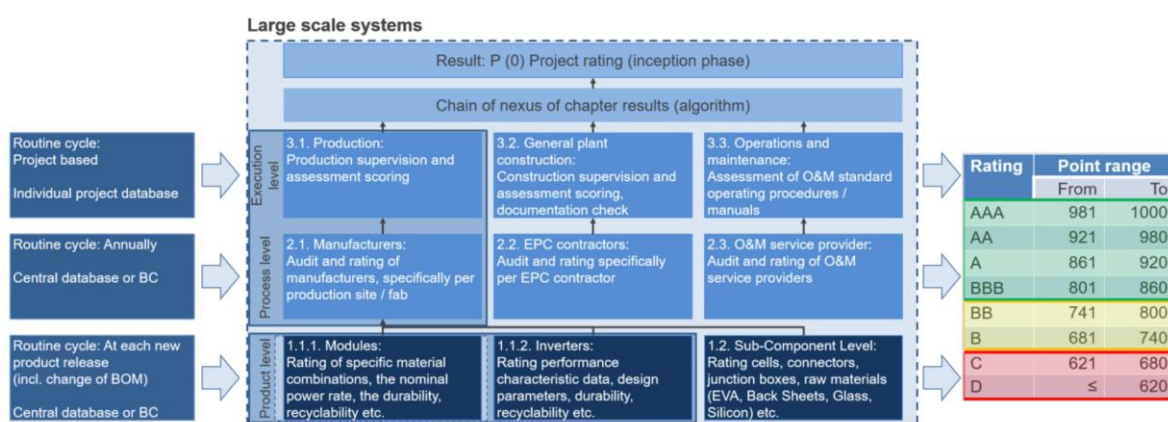 Large scale systems
Result: P (0) Project rating (inception phase)
Chain of nexus of chapter results (algorithm)
Routine cycle:
Project based
Individual project database
Execution
level
3.1. Production:
Production supervision and
assessment scoring
3.2. General plant
construction:
Construction supervision and
assessment scoring,
documentation check
3.3. Operations and
maintenance:
Assessment of O&M standard
operating procedures /
manuals
Routine cycle: Annually
Central database or BC
Process level
2.1. Manufacturers:
Audit and rating of
manufacturers, specifically per
production site / fab
2.2. EPC contractors:
Audit and rating specifically
per EPC contractor
2.3. O&M service provider:
Audit and rating of O&M
service providers
Routine cycle: At each new
product release
(incl. change of BOM)
Central database or BC
Product level
1.1.1. Modules:
Rating of specific material
combinations, the nominal
power rate, the durability,
recyclability etc.
1.1.2. Inverters:
Rating performance
characteristic data, design
parameters, durability,
recyclability etc.
1.2. Sub-Component Level:
Rating cells, connectors,
junction boxes, raw materials
(EVA, Back Sheets, Glass,
Silicon) etc.
Rating Point range
From To
AAA 981 1000
AA 921 980
A 861 920
BBB 801 860
BB 741 800
B 681 740
C 621 680
D ≤ 620